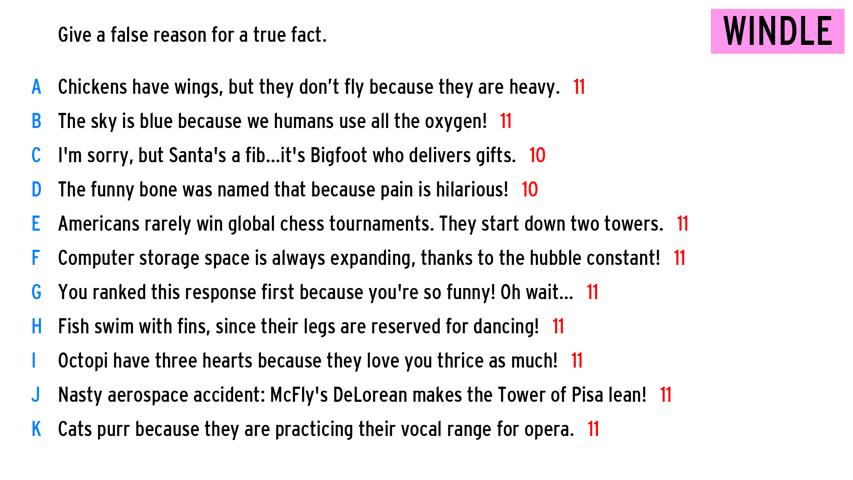 Give a false reason for a true fact.
WINDLE
A Chickens have wings, but they don’t fly because they are heavy. 11
B The sky is blue because we humans use all the oxygen! 11
C I'm sorry, but Santa's a fib...it's Bigfoot who delivers gifts. 10
D The funny bone was named that because pain is hilarious! 10
E Americans rarely win global chess tournaments. They start down two towers. 11
F Computer storage space is always expanding, thanks to the hubble constant! 11
G You ranked this response first because you're so funny! Oh wait... 11
H Fish swim with fins, since their legs are reserved for dancing! 11
I Octopi have three hearts because they love you thrice as much! 11
J Nasty aerospace accident: McFly's DeLorean makes the Tower of Pisa lean! 11
K Cats purr because they are practicing their vocal range for opera. 11